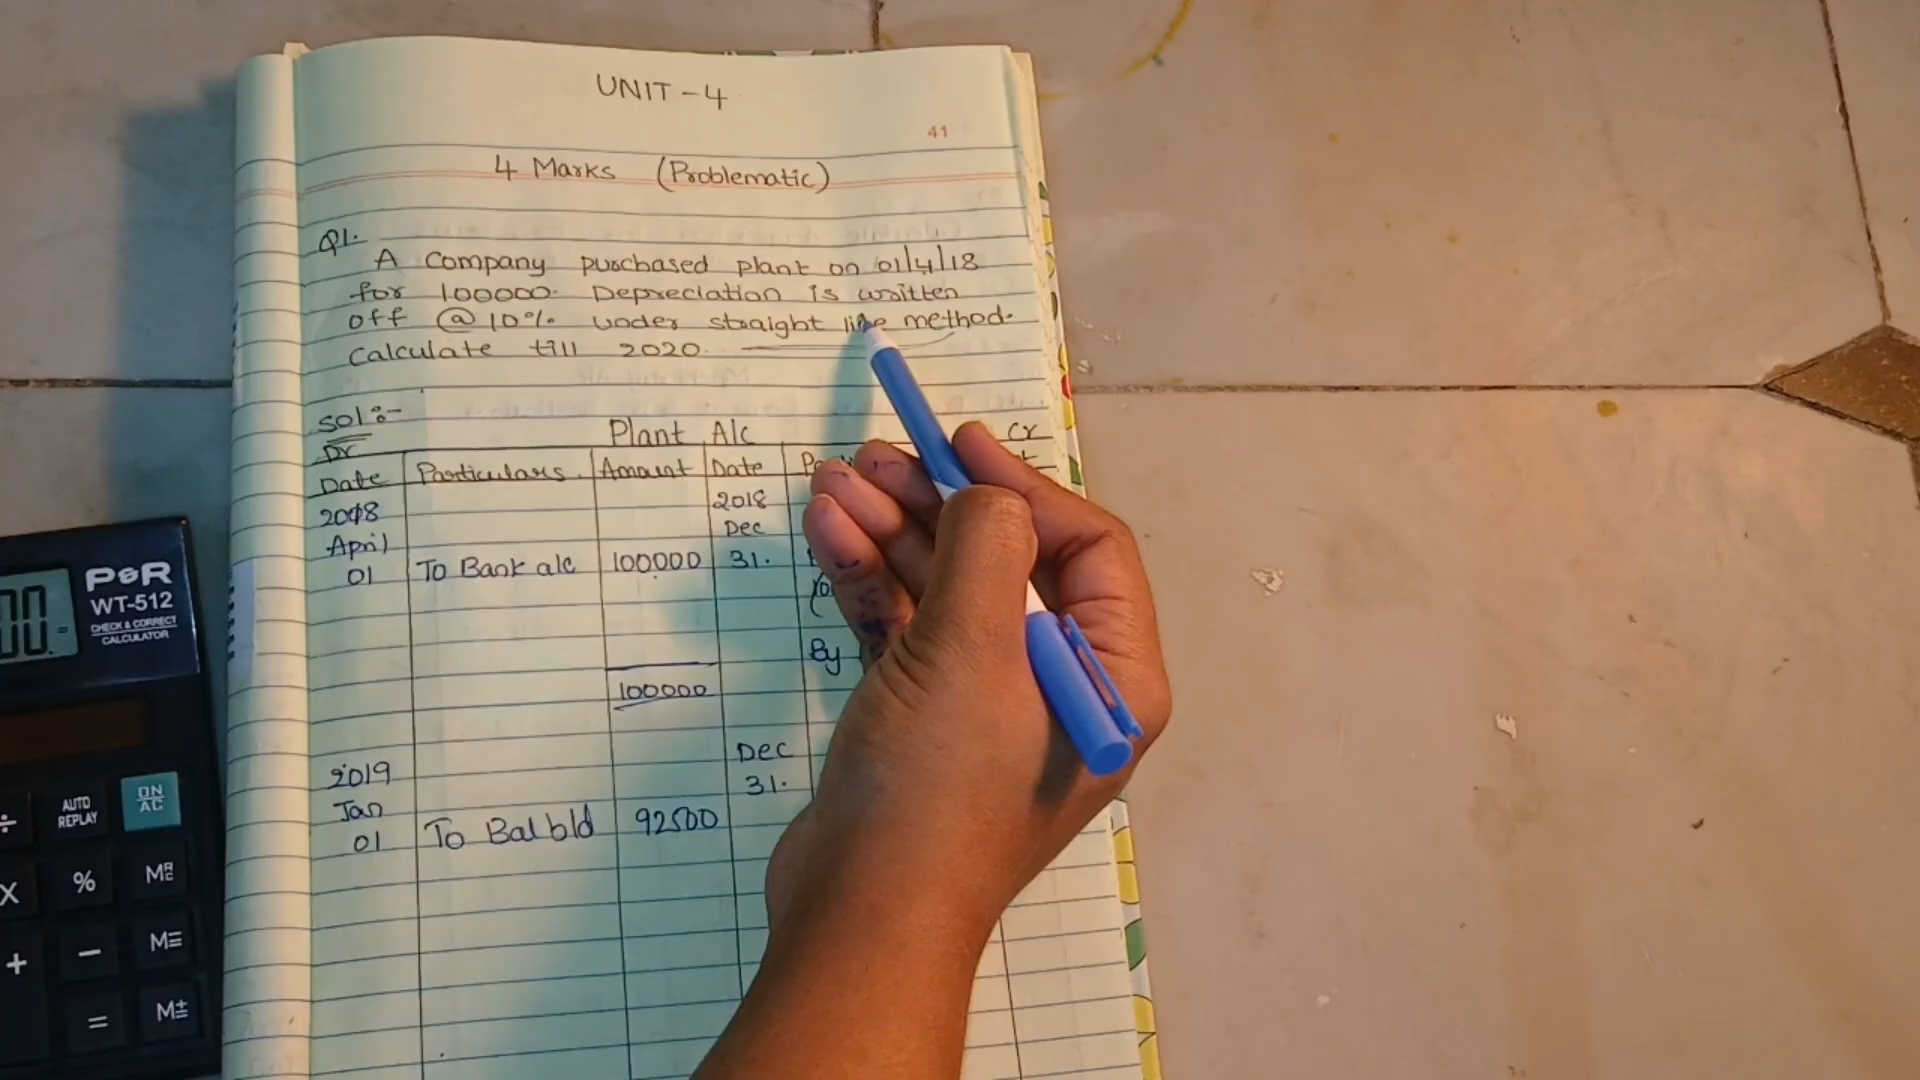 UNIT-4
41
4 Marks (Problematic)
Q1.
A Company purchased plant on 01/4/18
for 100000. Depreciation is written
off @ 10% under straight line method.
Calculate till 2020.
Sol:-
Plant A/c
Dr
Cr
Date Particulars Amount Date
2018 2018
April Dec
01 To Bank a/c 100000 31.
By
100000
2019 Dec
Jan 31.
01 To Bal b/d 92500
P&R
WT-512
CHECK & CORRECT
CALCULATOR
00.
÷ AUTO REPLAY ON AC
X % MRC
+ - M=
= M±